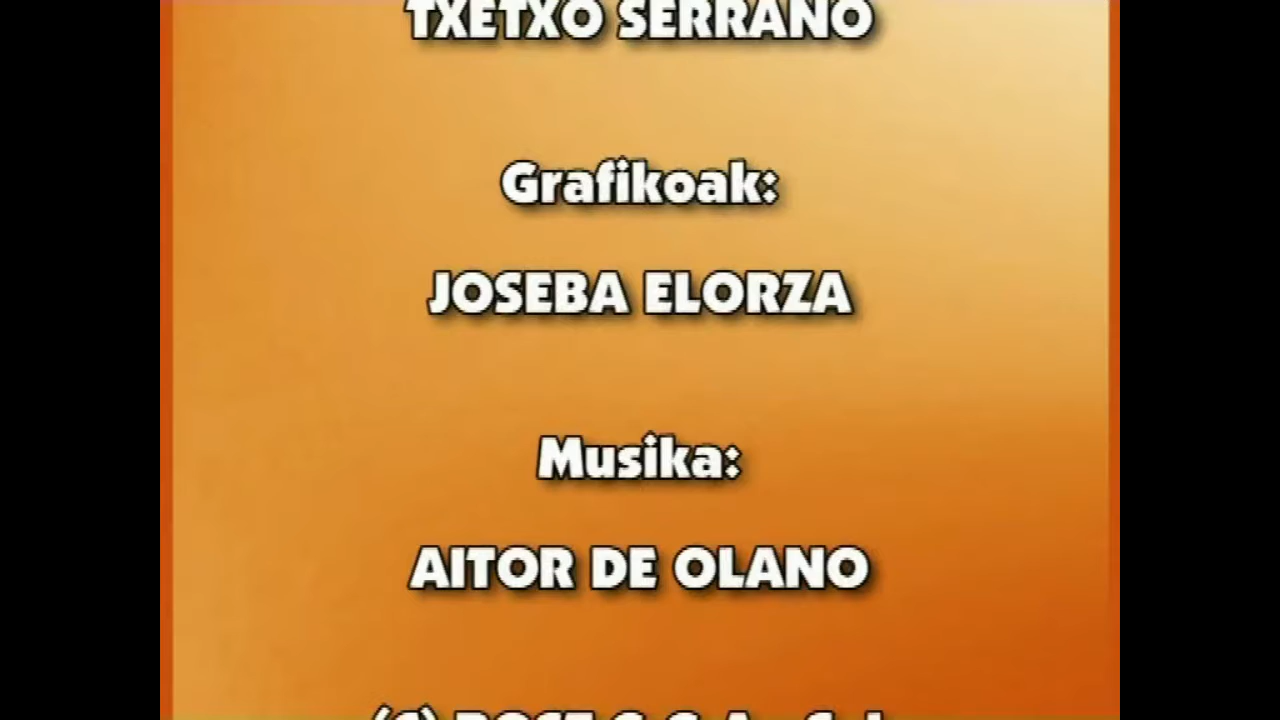 TXETXO SERRANO
Grafikoak:
JOSEBA ELORZA
Musika:
AITOR DE OLANO